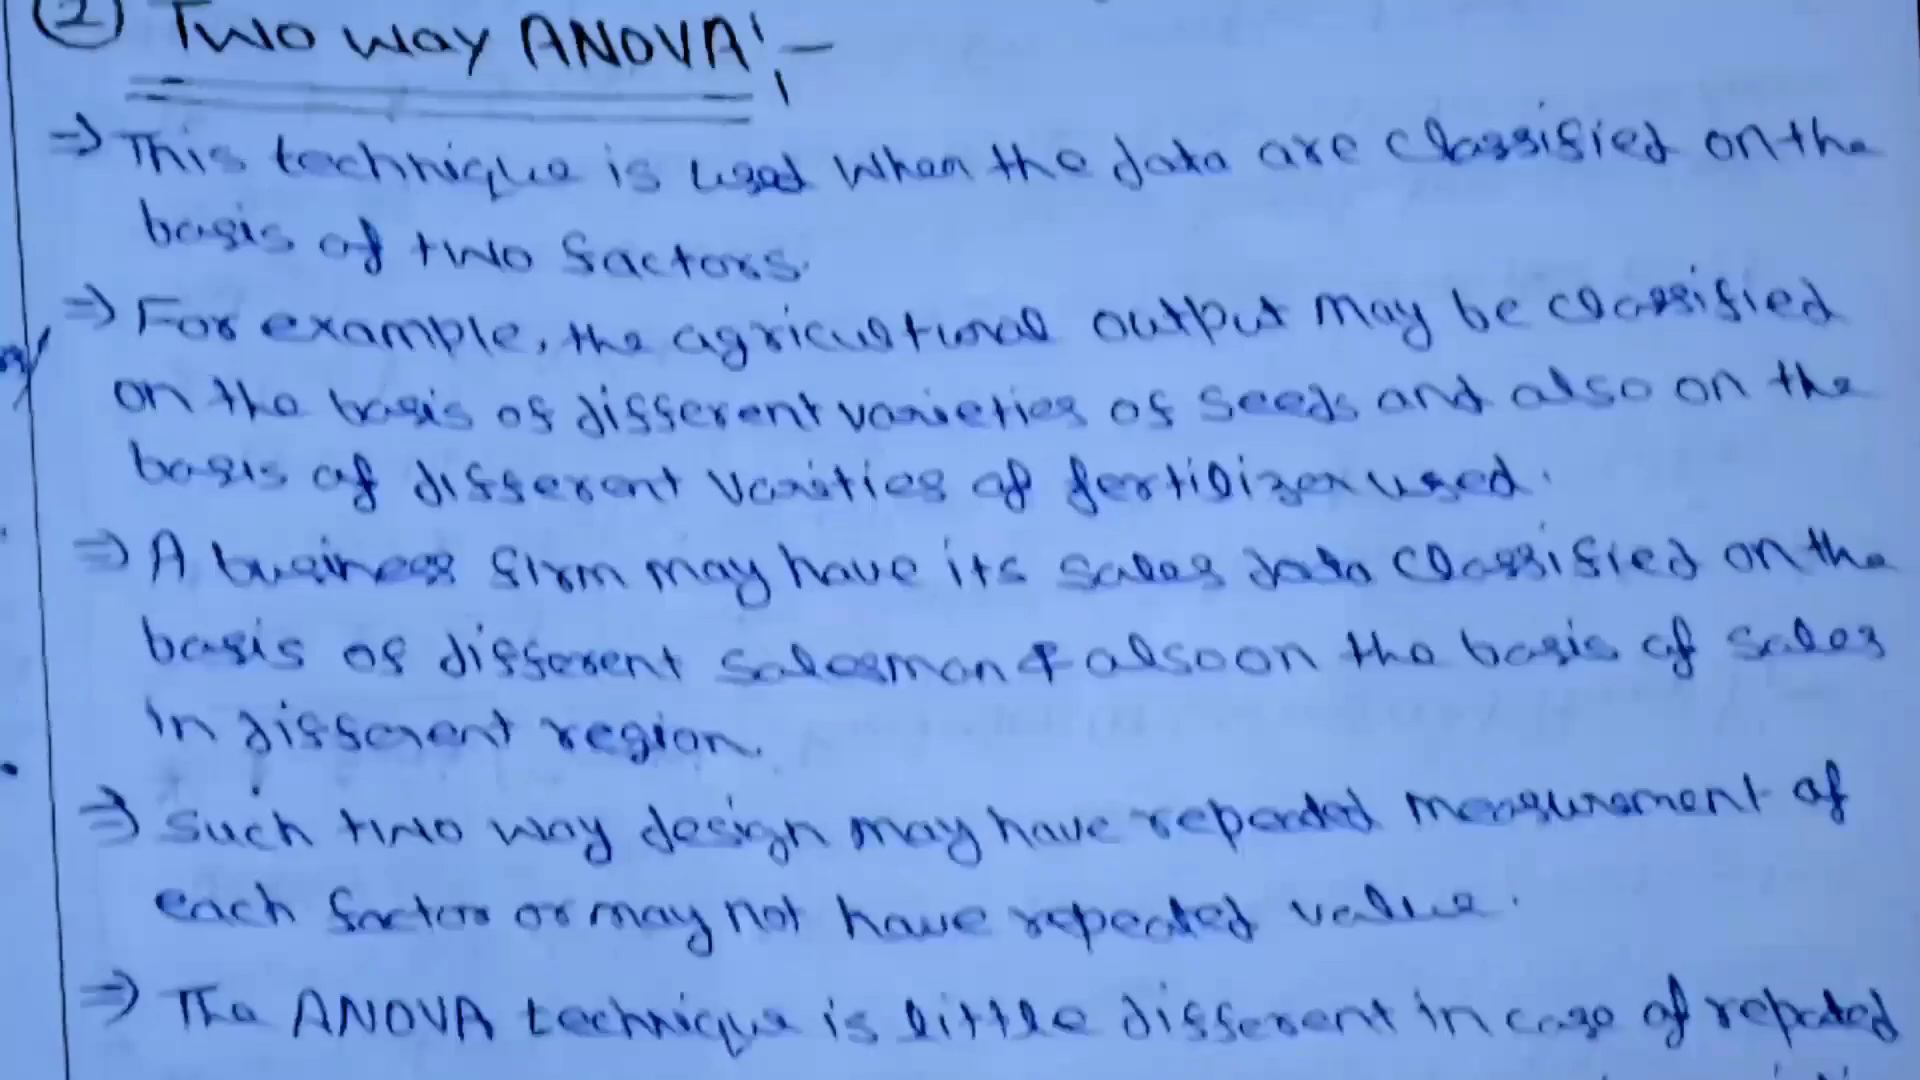 ② Two way ANOVA :-
⇒ This technique is used when the data are classified on the
basis of two factors.
⇒ For example, the agricultural output may be classified
on the basis of different varieties of seeds and also on the
basis of different varities of fertilizer used.
⇒ A business firm may have its sales data classified on the
basis of different salesman & also on the basis of sales
in different region.
⇒ Such two way design may have repeated measurement of
each factor or may not have repeated value.
⇒ The ANOVA technique is little different in case of repeated